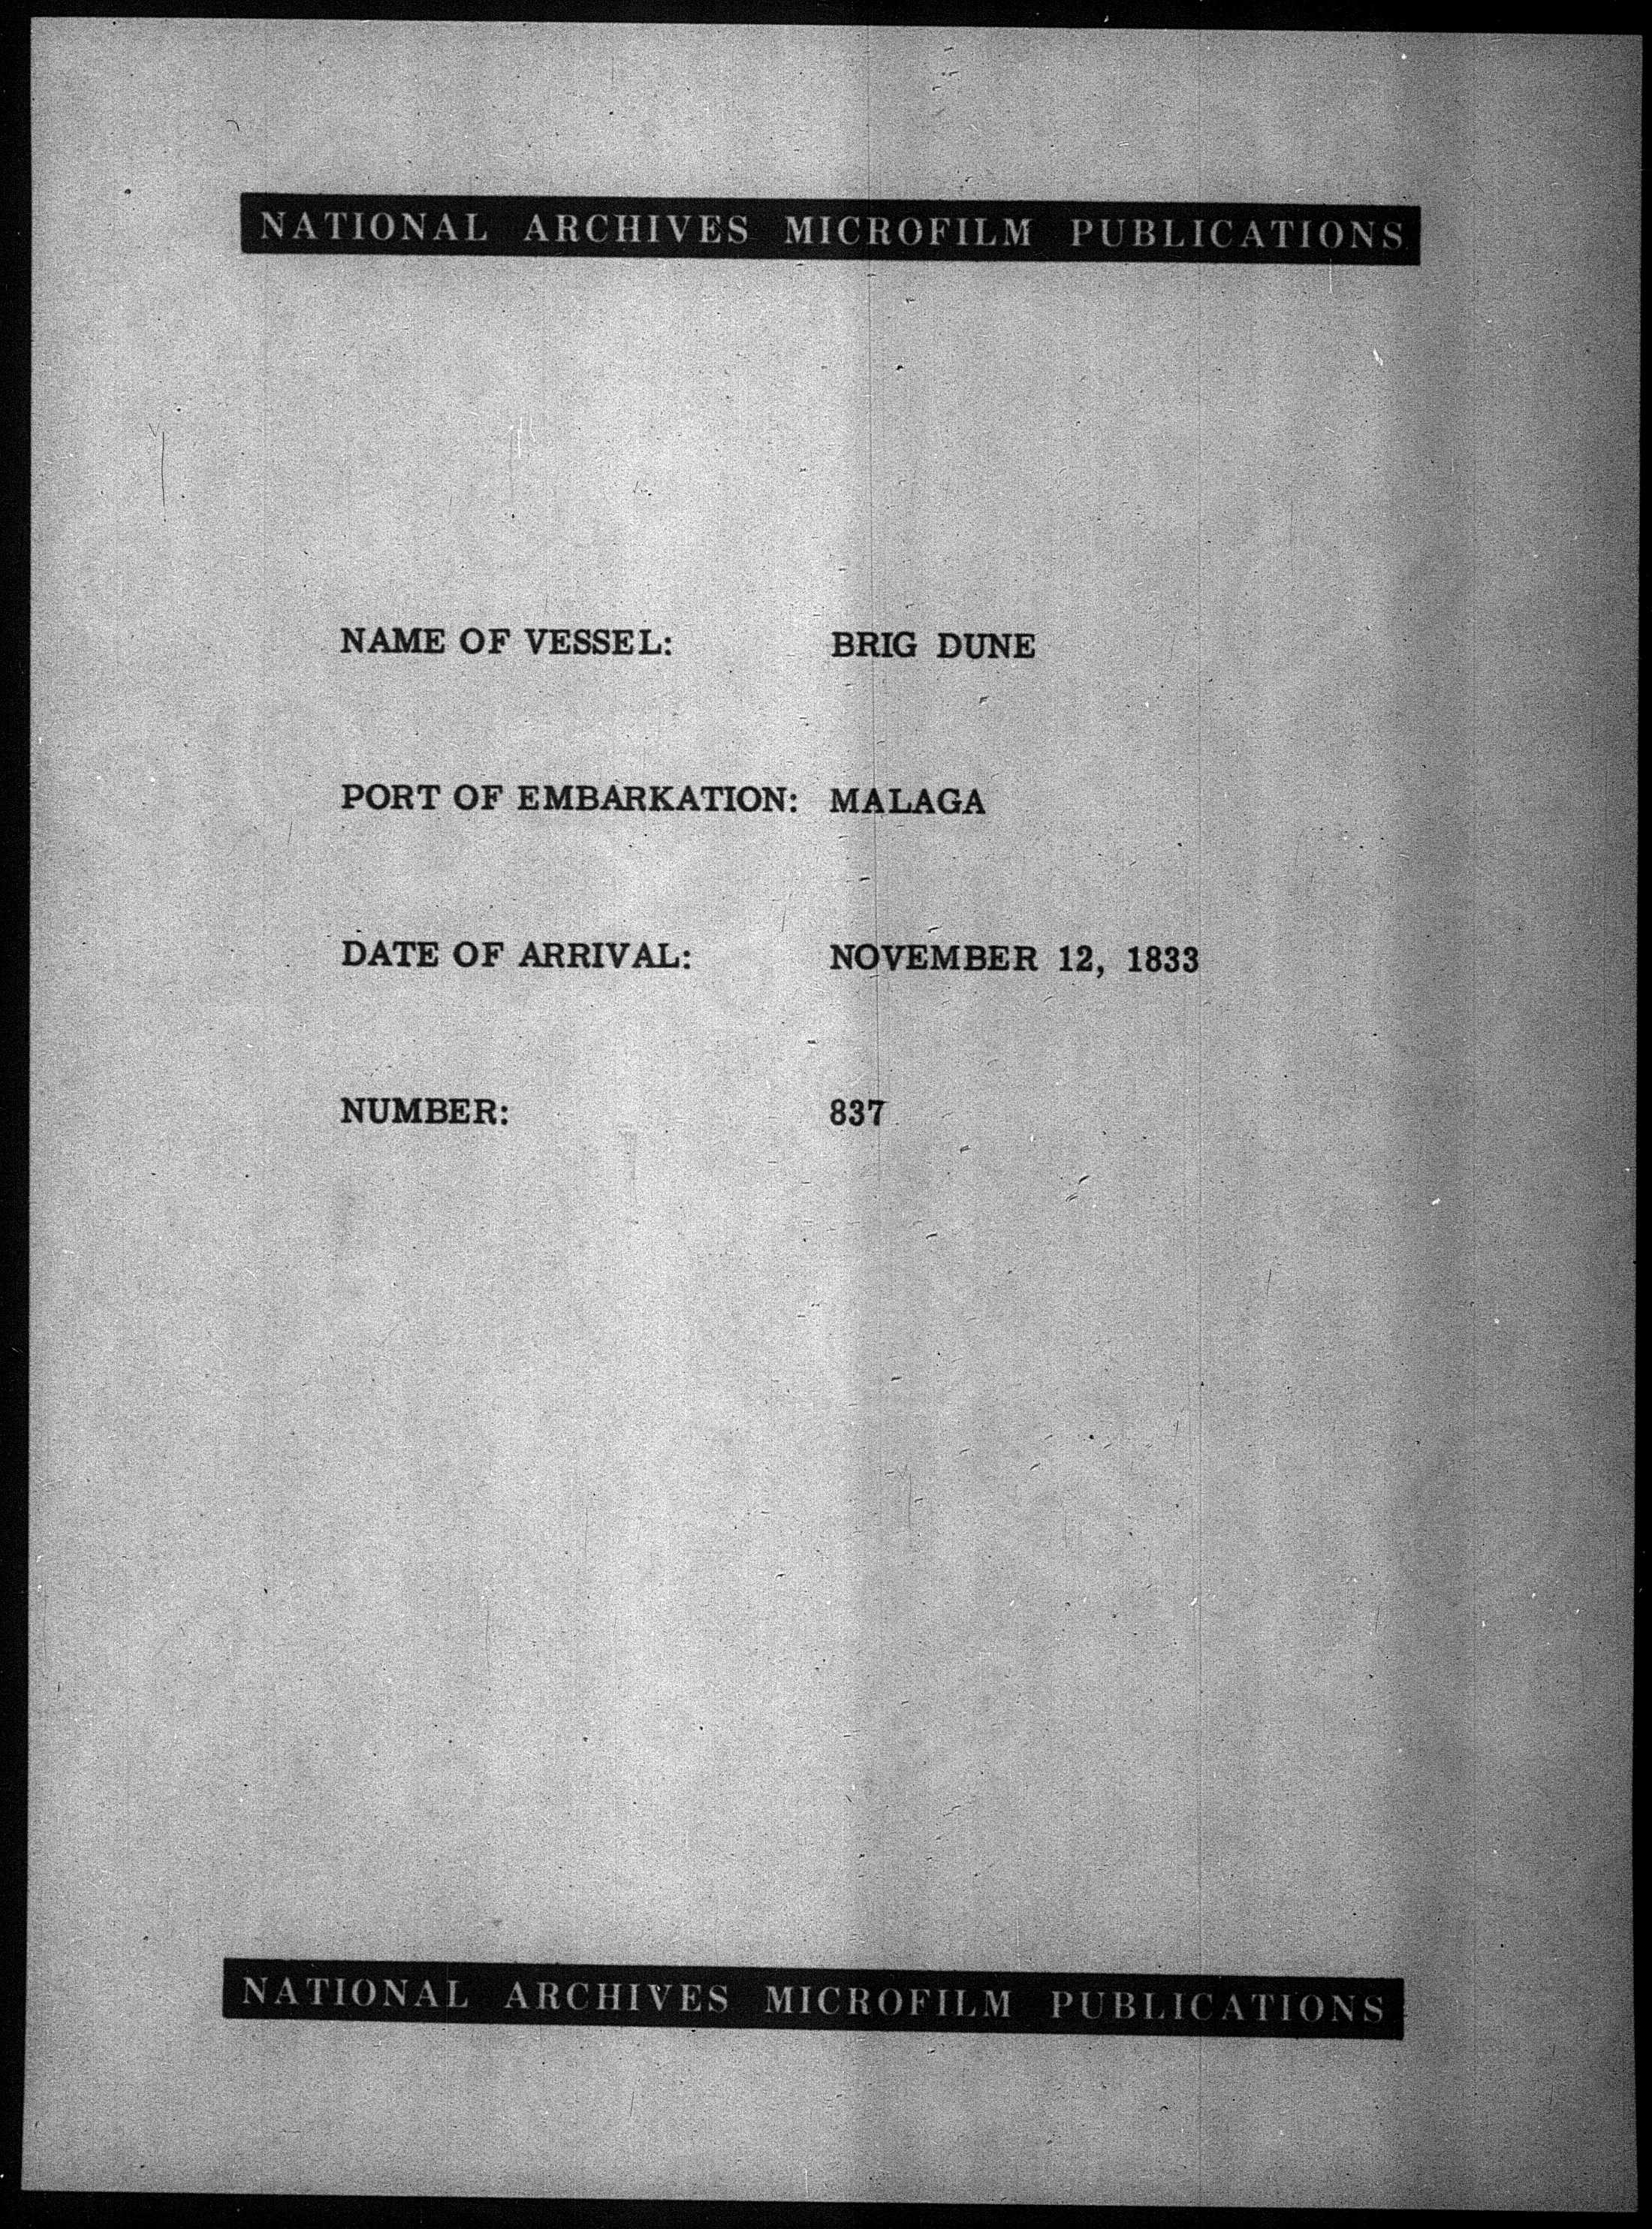 NATIONAL ARCHIVES MICROFILM PUBLICATIONS
NAME OF VESSEL: BRIG DUNE
PORT OF EMBARKATION: MALAGA
DATE OF ARRIVAL: NOVEMBER 12, 1833
NUMBER: 837
NATIONAL ARCHIVES MICROFILM PUBLICATIONS